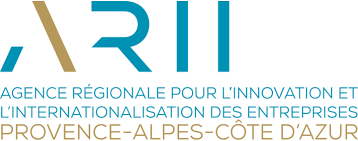 ARII
AGENCE RÉGIONALE POUR L'INNOVATION ET
L'INTERNATIONALISATION DES ENTREPRISES
PROVENCE-ALPES-CÔTE D'AZUR